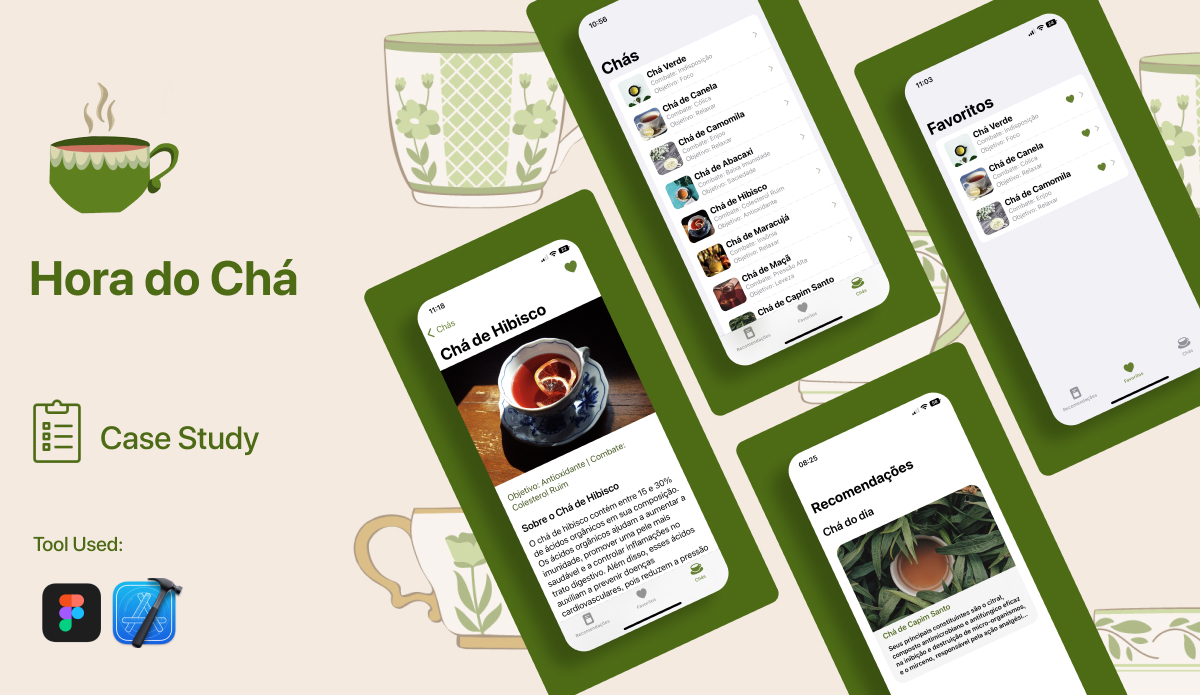 Hora do Chá
Case Study
Tool Used:
10:56
Chás
Chá Verde
Combate: Indisposição
Objetivo: Foco
Chá de Canela
Combate: Cólica
Objetivo: Relaxar
Chá de Camomila
Combate: Enjoo
Objetivo: Relaxar
Chá de Abacaxi
Combate: Baixa Imunidade
Objetivo: Saciedade
Chá de Hibisco
Combate: Colesterol Ruim
Objetivo: Antioxidante
Chá de Maracujá
Combate: Insônia
Objetivo: Relaxar
Chá de Maçã
Combate: Pressão Alta
Objetivo: Leveza
Chá de Capim Santo
Recomendações
Favoritos
Chás
11:03
Favoritos
Chá Verde
Combate: Indisposição
Objetivo: Foco
Chá de Canela
Combate: Cólica
Objetivo: Relaxar
Chá de Camomila
Combate: Enjoo
Objetivo: Relaxar
Recomendações
Favoritos
Chás
11:18
Chás
Chá de Hibisco
Objetivo: Antioxidante | Combate:
Colesterol Ruim
Sobre o Chá de Hibisco
O chá de hibisco contém entre 15 e 30%
de ácidos orgânicos em sua composição.
Os ácidos orgânicos ajudam a aumentar a
imunidade, promover uma pele mais
saudável e a controlar inflamações no
trato digestivo. Além disso, esses ácidos
auxiliam a prevenir doenças
cardiovasculares, pois reduzem a pressão
Recomendações
Favoritos
Chás
08:25
Recomendações
Chá do dia
Chá de Capim Santo
Seus principais constituintes são o citral,
composto antimicrobiano e antifúngico eficaz
na inibição e destruição de micro-organismos,
e o mirceno, responsável pela ação analgési...